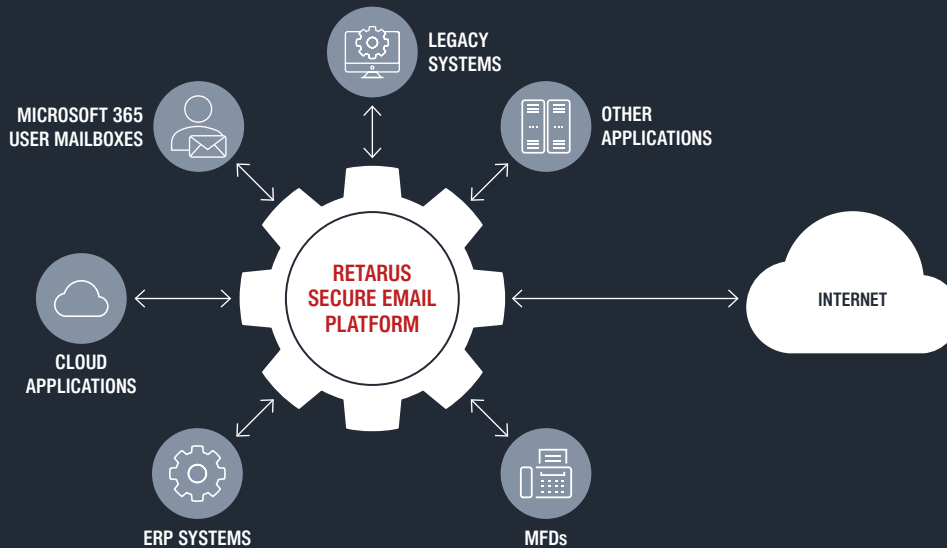 LEGACY
SYSTEMS
MICROSOFT 365
USER MAILBOXES
OTHER
APPLICATIONS
RETARUS
SECURE EMAIL
PLATFORM
INTERNET
CLOUD
APPLICATIONS
ERP SYSTEMS
MFDs